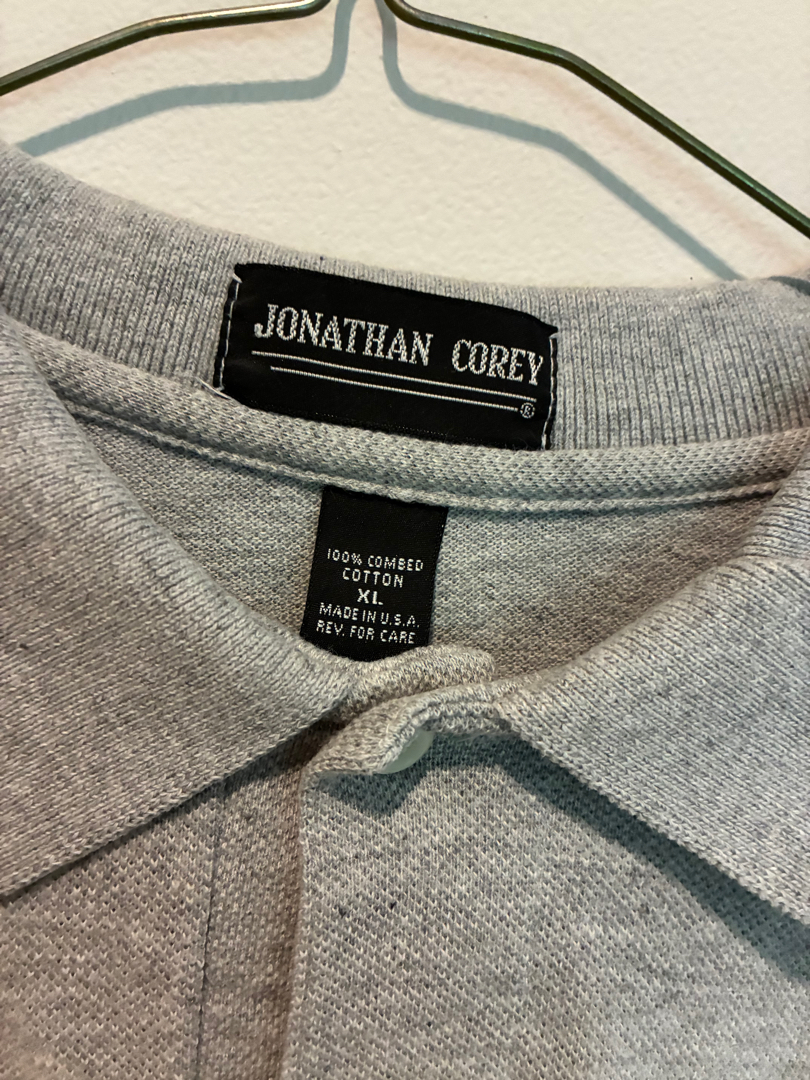 JONATHAN COREY
®
100% COMBED
COTTON
XL
MADE IN U.S.A.
REV. FOR CARE